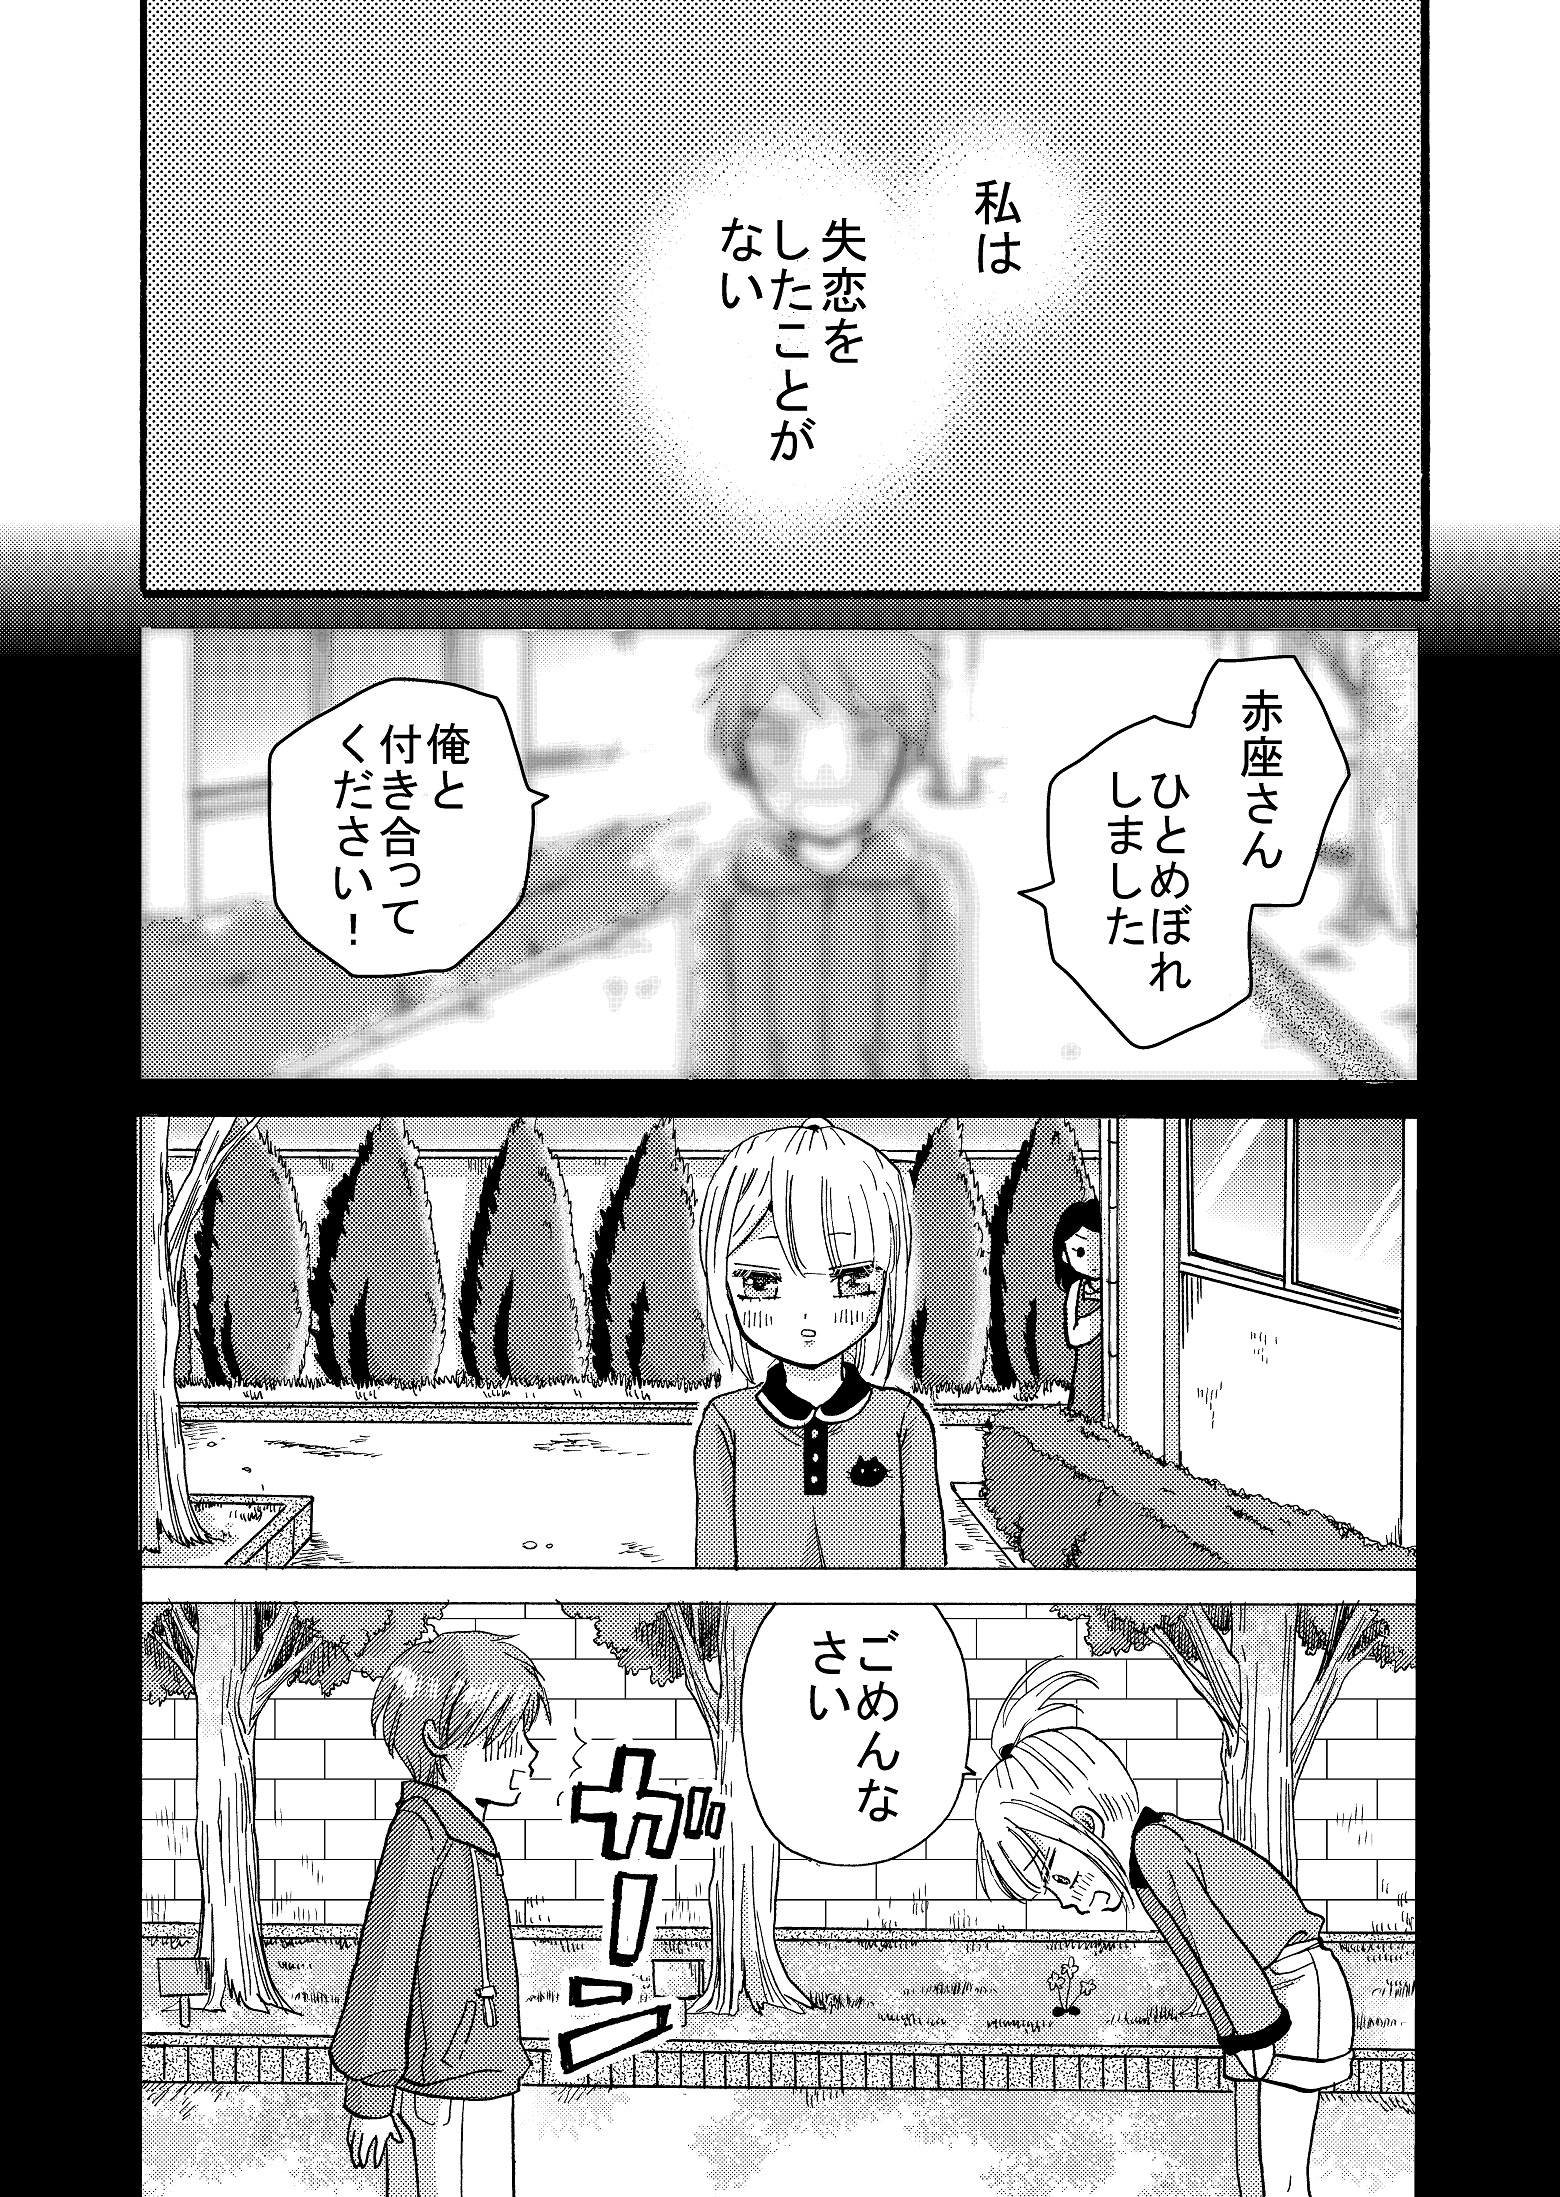 私は
失恋を
したことが
ない
赤座さん
ひとめぼれ
しました
俺と
付き合って
ください！
ごめんな
さい
ガーン